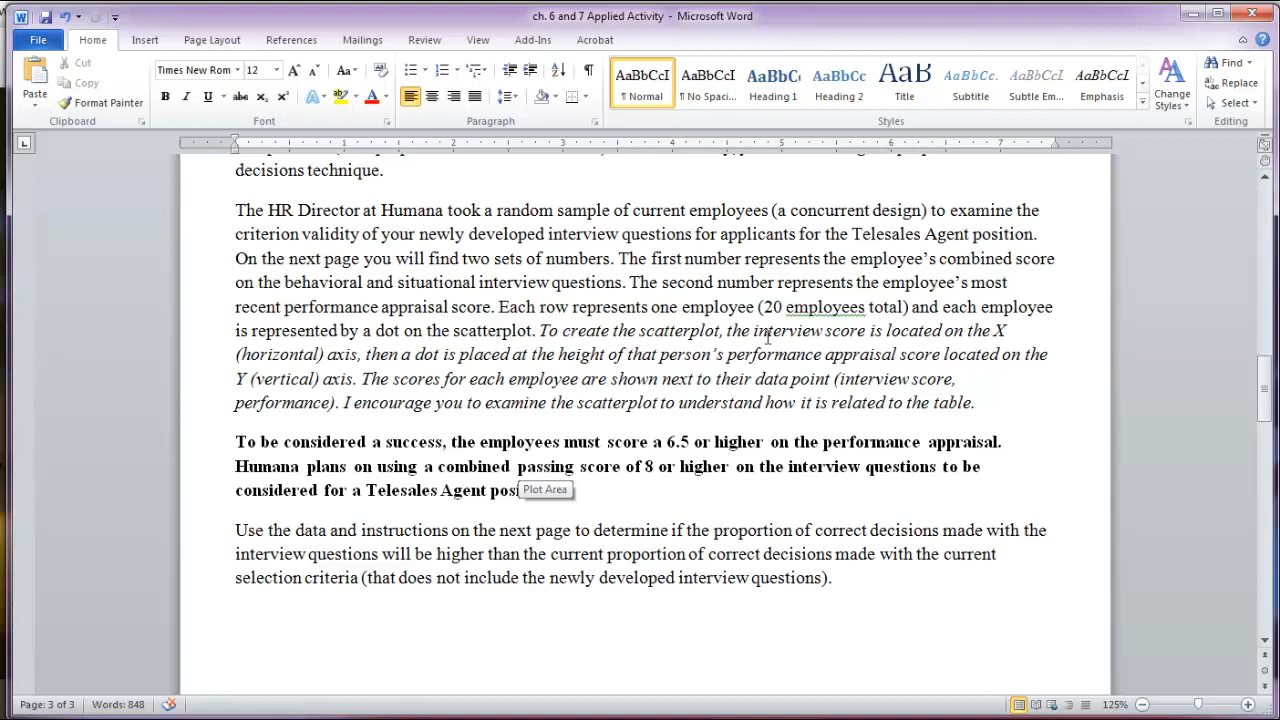 ch. 6 and 7 Applied Activity - Microsoft Word
File Home Insert Page Layout References Mailings Review View Add-Ins Acrobat
Paste
Cut
Copy
Format Painter
Clipboard
Times New Rom 12
Aa
B I U abc x₂ x²
Font
Paragraph
AaBbCcI AaBbCcI AaBbC AaBbCc AaB AaBbCcI AaBbCcI AaBbCcI
¶ Normal ¶ No Spaci... Heading 1 Heading 2 Title Subtitle Subtle Em... Emphasis
Styles
Change Styles
Find
Replace
Select
Editing
1 2 3 4 5 6 7
decisions technique.
The HR Director at Humana took a random sample of current employees (a concurrent design) to examine the
criterion validity of your newly developed interview questions for applicants for the Telesales Agent position.
On the next page you will find two sets of numbers. The first number represents the employee’s combined score
on the behavioral and situational interview questions. The second number represents the employee’s most
recent performance appraisal score. Each row represents one employee (20 employees total) and each employee
is represented by a dot on the scatterplot. To create the scatterplot, the interview score is located on the X
(horizontal) axis, then a dot is placed at the height of that person’s performance appraisal score located on the
Y (vertical) axis. The scores for each employee are shown next to their data point (interview score,
performance). I encourage you to examine the scatterplot to understand how it is related to the table.
To be considered a success, the employees must score a 6.5 or higher on the performance appraisal.
Humana plans on using a combined passing score of 8 or higher on the interview questions to be
considered for a Telesales Agent posi
Plot Area
Use the data and instructions on the next page to determine if the proportion of correct decisions made with the
interview questions will be higher than the current proportion of correct decisions made with the current
selection criteria (that does not include the newly developed interview questions).
Page: 3 of 3 Words: 848 125%